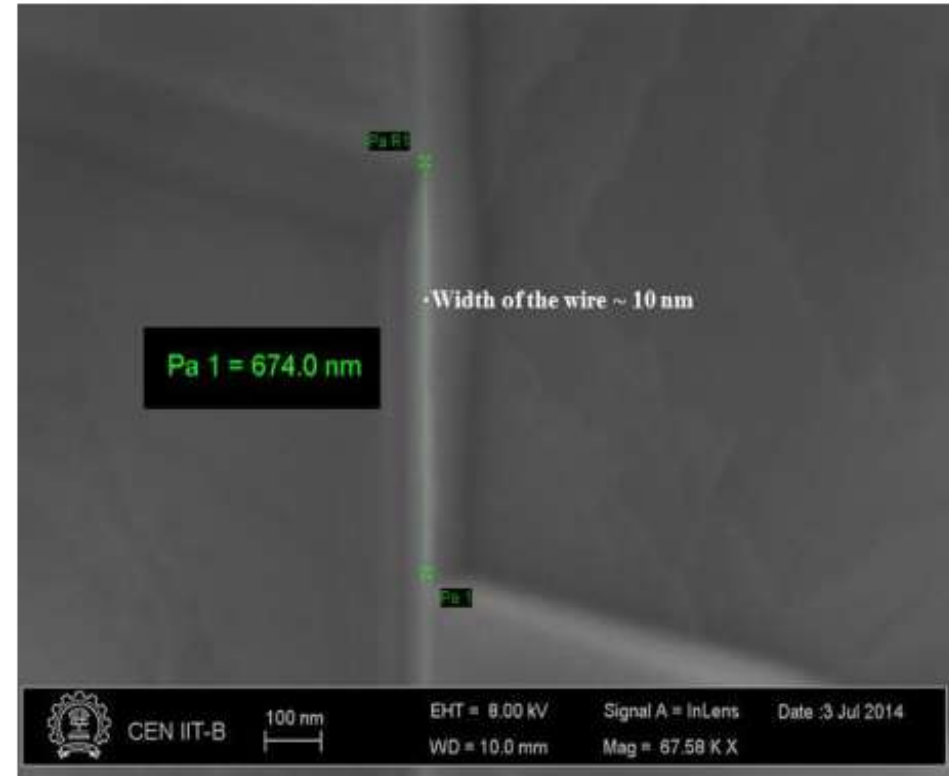 Pa R1
Width of the wire ~ 10 nm
Pa 1 = 674.0 nm
Pa 1
CEN IIT-B
100 nm
EHT = 8.00 kV
WD = 10.0 mm
Signal A = InLens
Mag = 67.58 K X
Date :3 Jul 2014